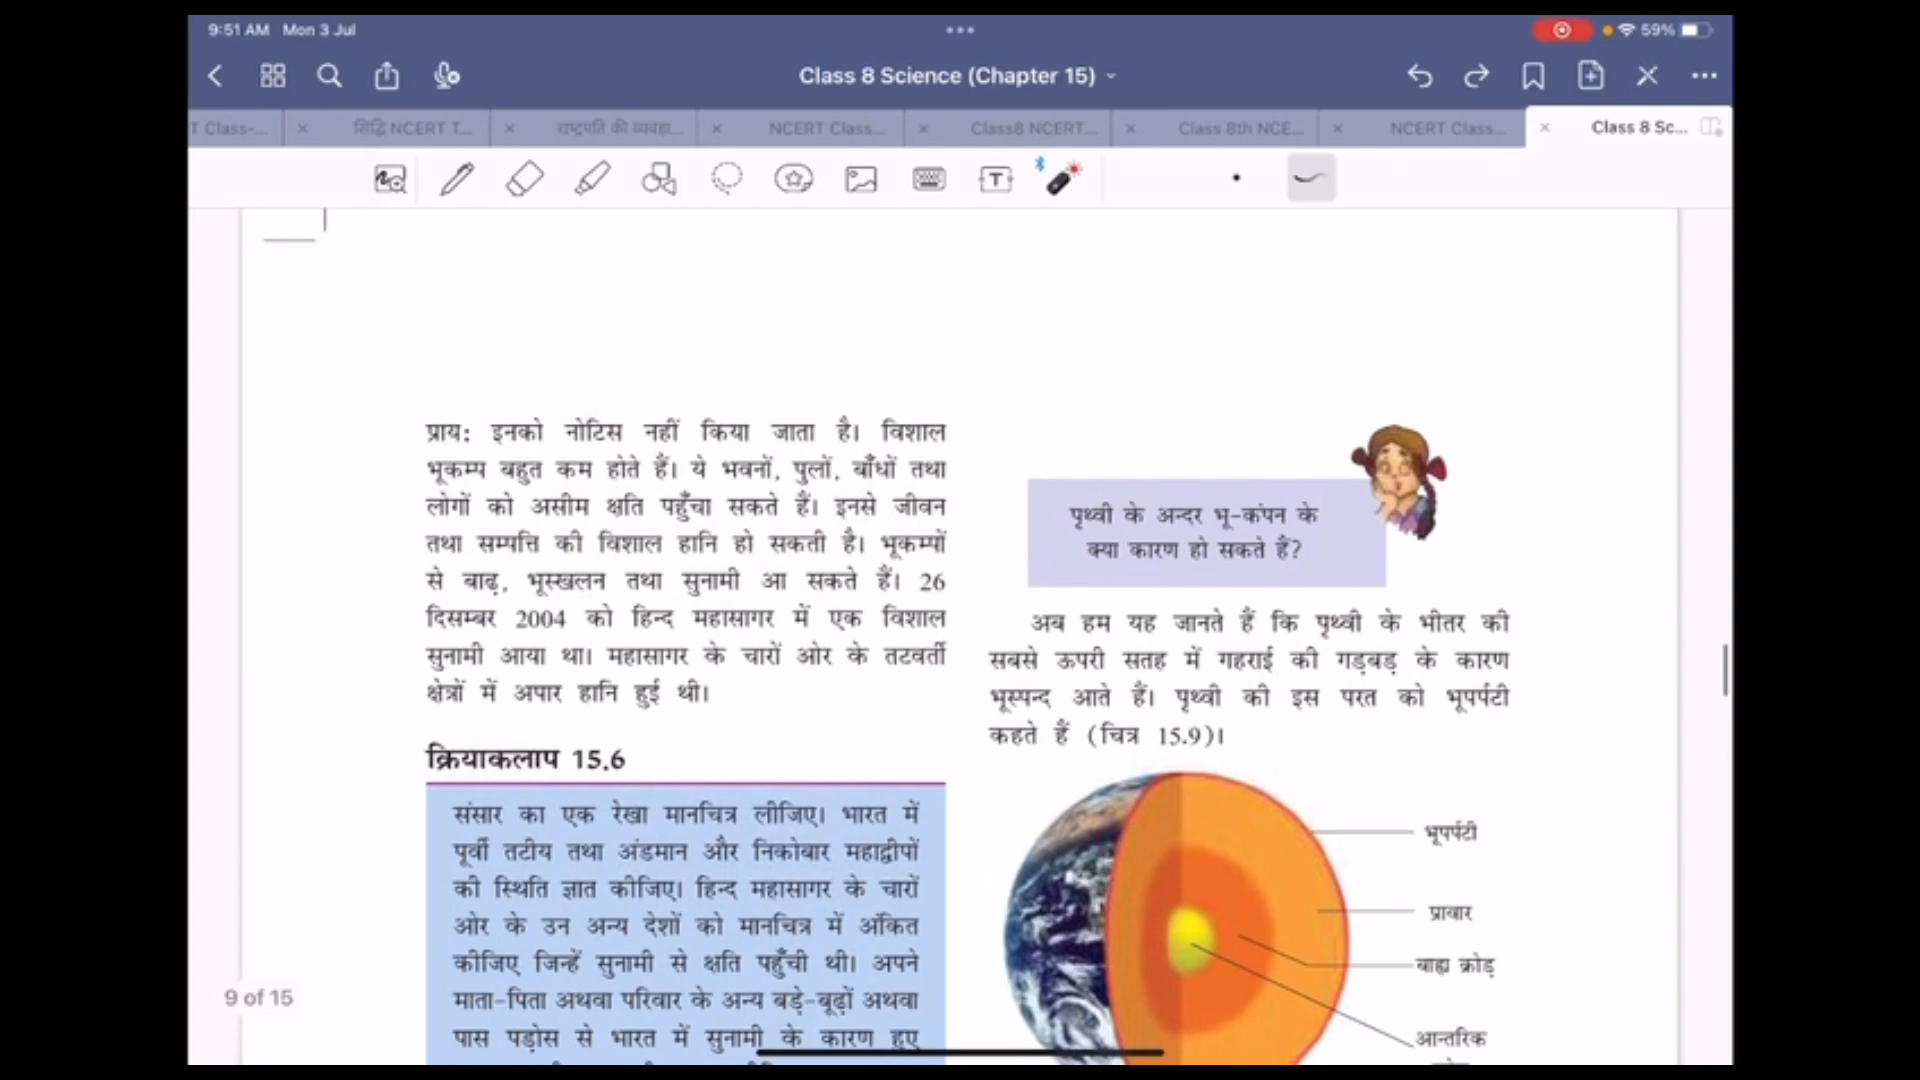 9:51 AM Mon 3 Jul
59%
Class 8 Science (Chapter 15)
T Class-...
सिद्धि NCERT T...
राष्ट्रपति की व्यवहा...
NCERT Class...
Class8 NCERT...
Class 8th NCE...
NCERT Class...
Class 8 Sc...
प्राय: इनको नोटिस नहीं किया जाता है। विशाल
भूकम्प बहुत कम होते हैं। ये भवनों, पुलों, बाँधों तथा
लोगों को असीम क्षति पहुँचा सकते हैं। इनसे जीवन
तथा सम्पत्ति की विशाल हानि हो सकती है। भूकम्पों
से बाढ़, भूस्खलन तथा सुनामी आ सकते हैं। 26
दिसम्बर 2004 को हिन्द महासागर में एक विशाल
सुनामी आया था। महासागर के चारों ओर के तटवर्ती
क्षेत्रों में अपार हानि हुई थी।
क्रियाकलाप 15.6
संसार का एक रेखा मानचित्र लीजिए। भारत में
पूर्वी तटीय तथा अंडमान और निकोबार महाद्वीपों
की स्थिति ज्ञात कीजिए। हिन्द महासागर के चारों
ओर के उन अन्य देशों को मानचित्र में अंकित
कीजिए जिन्हें सुनामी से क्षति पहुँची थी। अपने
माता-पिता अथवा परिवार के अन्य बड़े-बूढ़ों अथवा
पास पड़ोस से भारत में सुनामी के कारण हुए
पृथ्वी के अन्दर भू-कंपन के
क्या कारण हो सकते हैं?
अब हम यह जानते हैं कि पृथ्वी के भीतर की
सबसे ऊपरी सतह में गहराई की गड़बड़ के कारण
भूस्पन्द आते हैं। पृथ्वी की इस परत को भूपर्पटी
कहते हैं (चित्र 15.9)।
भूपर्पटी
प्रावार
बाह्य क्रोड़
आन्तरिक
9 of 15